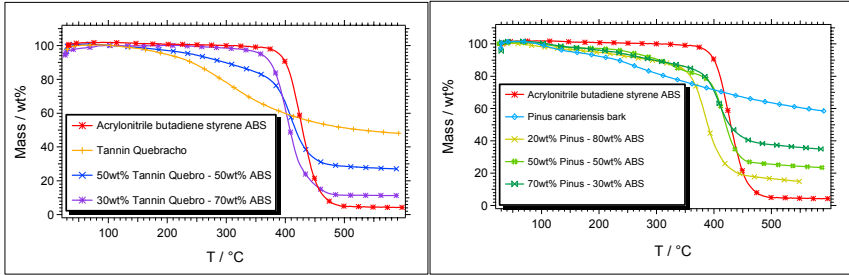 Mass / wt%
100
80
60
40
20
0
Acrylonitrile butadiene styrene ABS
Tannin Quebracho
50wt% Tannin Quebro - 50wt% ABS
30wt% Tannin Quebro - 70wt% ABS
100 200 300 400 500
T / °C
Mass / wt%
100
80
60
40
20
0
Acrylonitrile butadiene styrene ABS
Pinus canariensis bark
20wt% Pinus - 80wt% ABS
50wt% Pinus - 50wt% ABS
70wt% Pinus - 30wt% ABS
100 200 300 400 500
T / °C